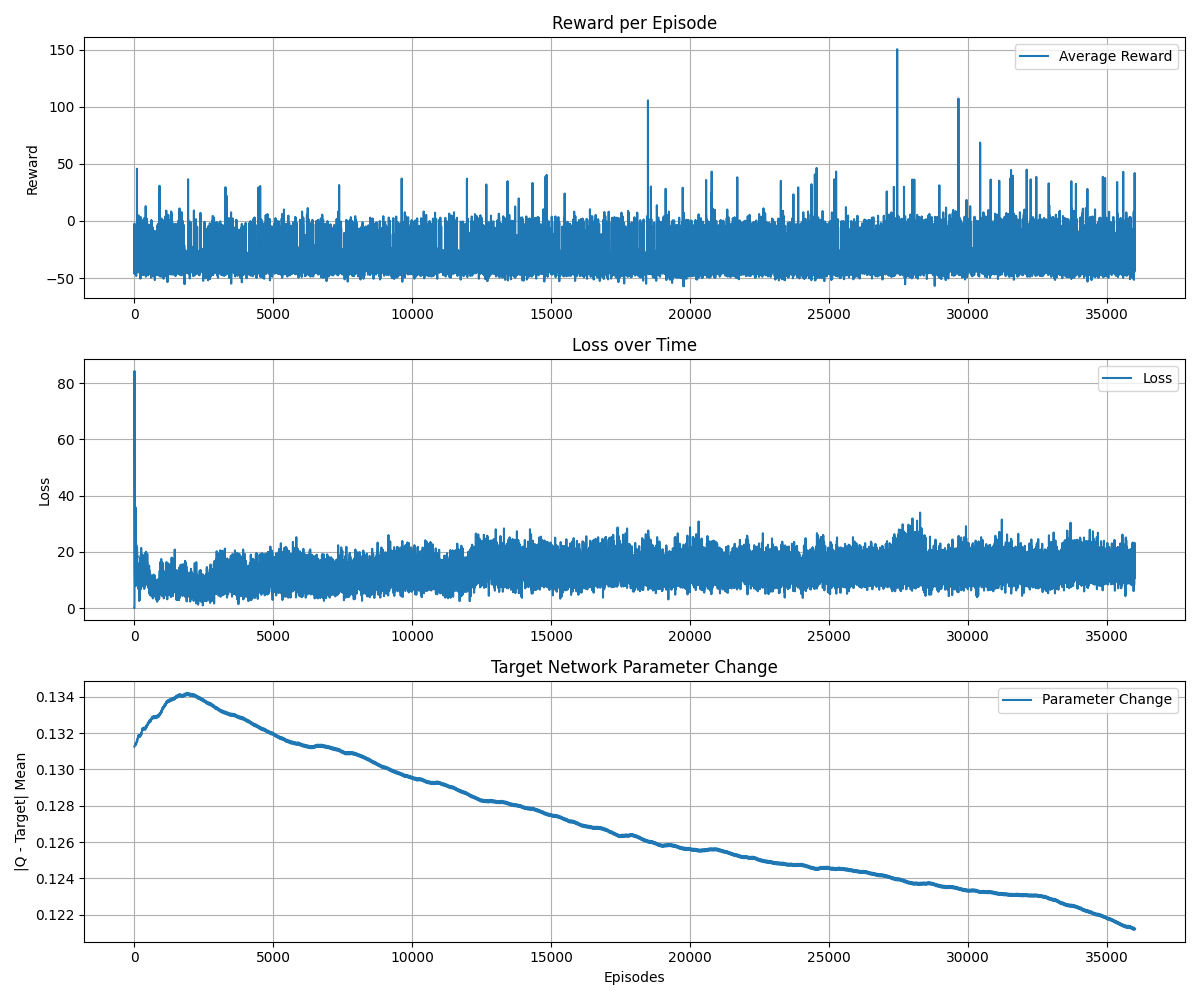 Reward per Episode
Reward
150
100
50
0
−50
Average Reward
0 5000 10000 15000 20000 25000 30000 35000
Loss over Time
Loss
80
60
40
20
0
Loss
0 5000 10000 15000 20000 25000 30000 35000
Target Network Parameter Change
|Q - Target| Mean
0.134
0.132
0.130
0.128
0.126
0.124
0.122
Parameter Change
0 5000 10000 15000 20000 25000 30000 35000
Episodes